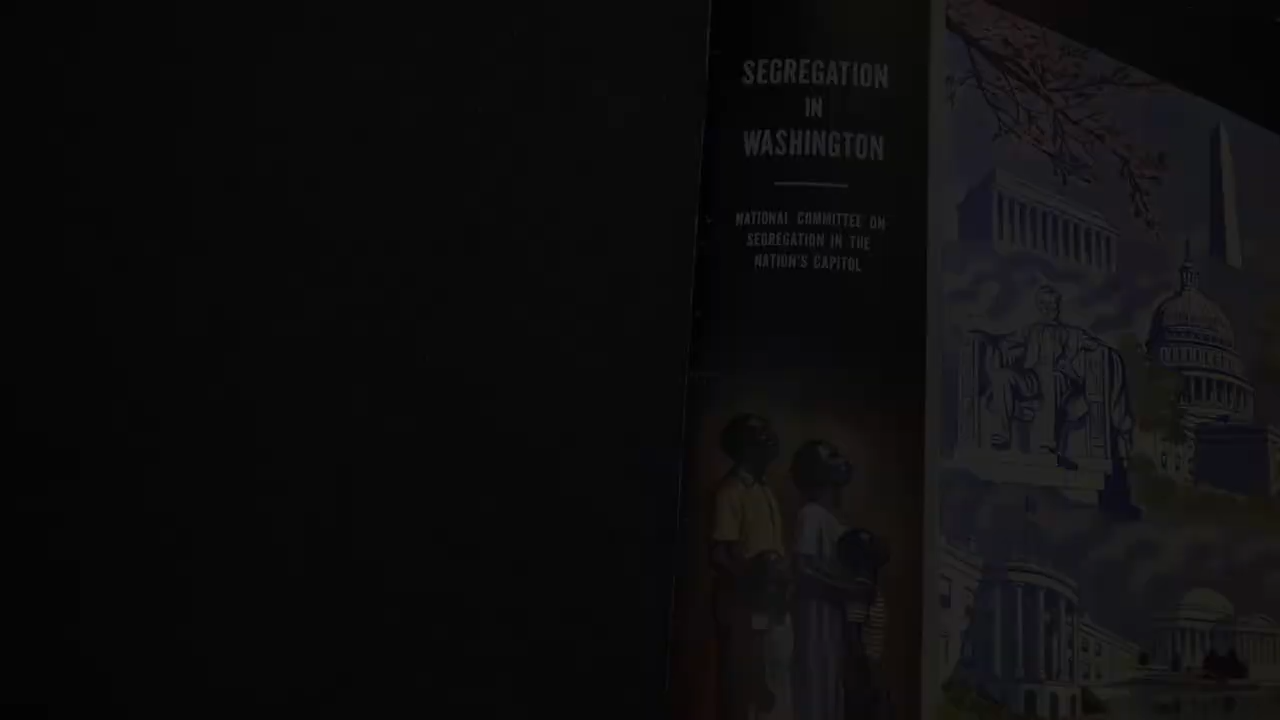 SEGREGATION
IN
WASHINGTON
NATIONAL COMMITTEE ON
SEGREGATION IN THE
NATION'S CAPITOL